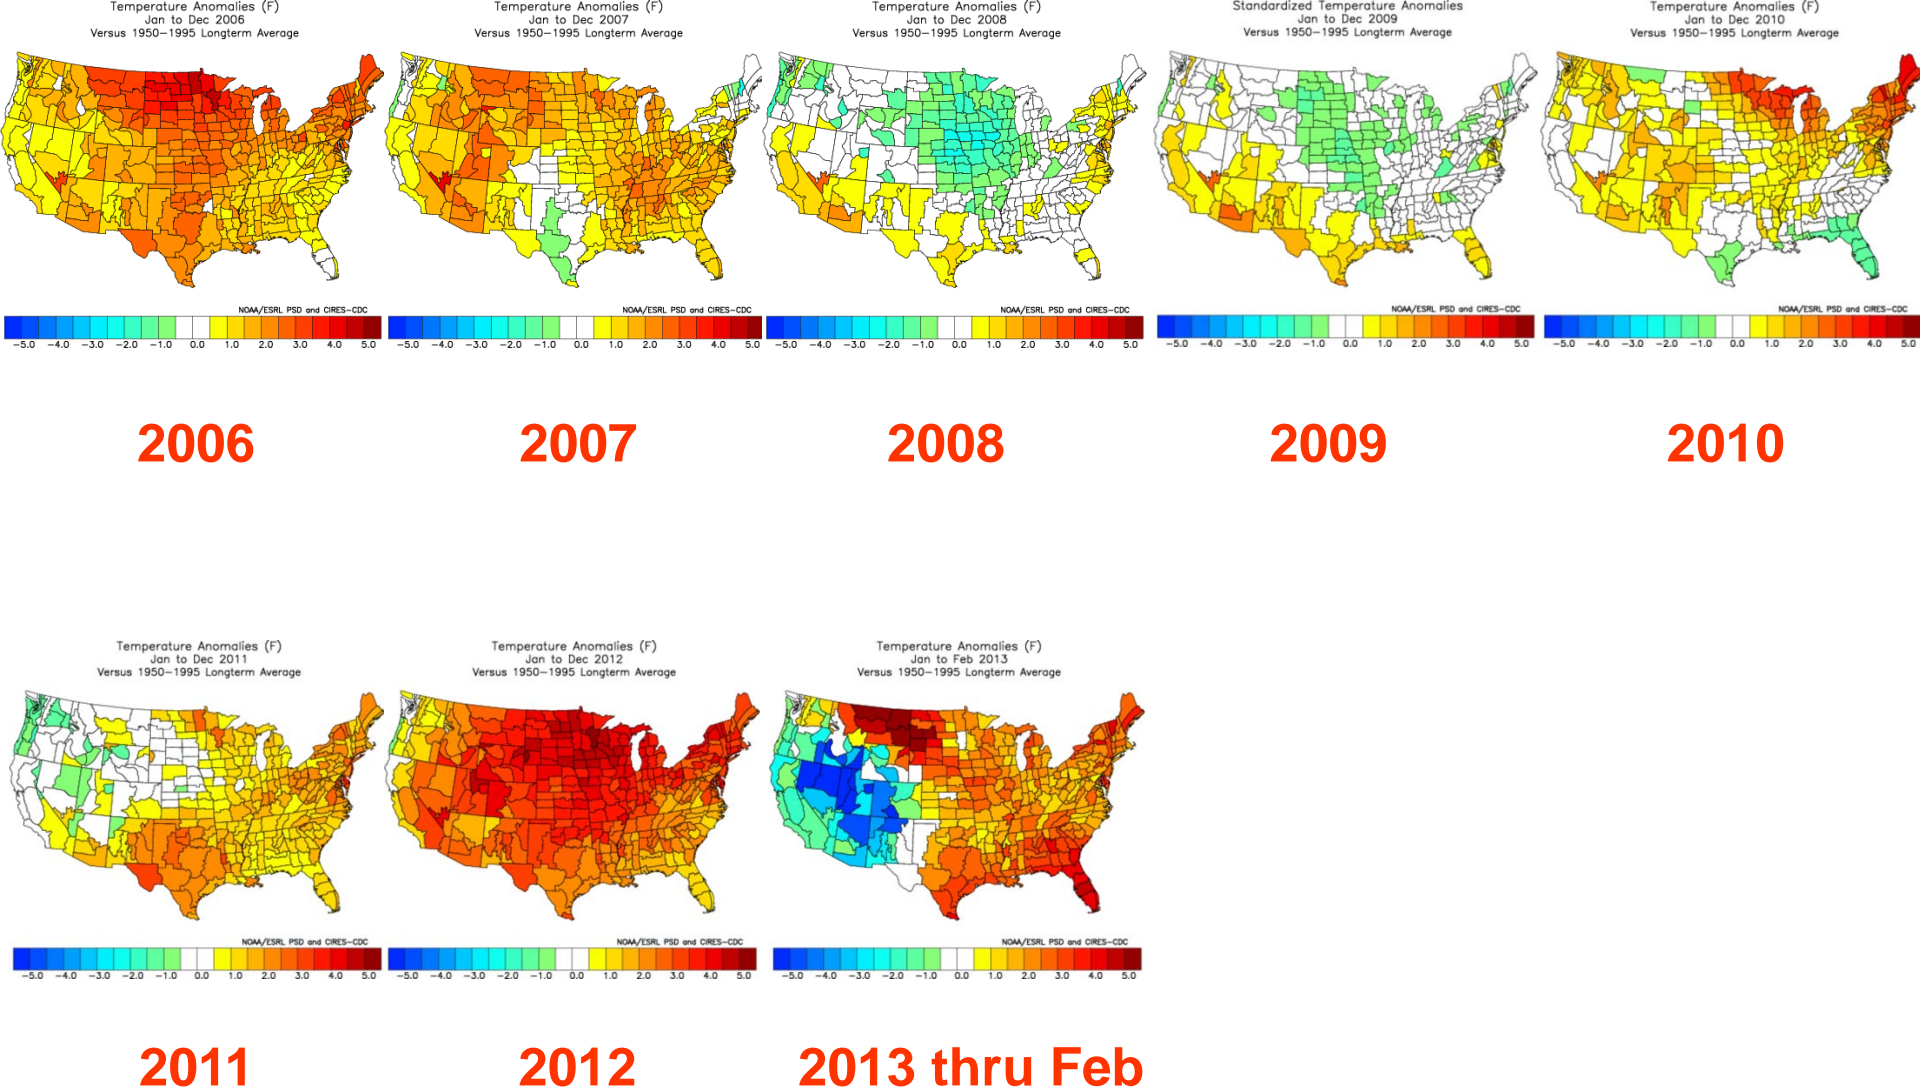 Temperature Anomalies (F)
Jan to Dec 2006
Versus 1950-1995 Longterm Average
NOAA/ESRL PSD and CIRES-CDC
-5.0 -4.0 -3.0 -2.0 -1.0 0.0 1.0 2.0 3.0 4.0 5.0
2006
Temperature Anomalies (F)
Jan to Dec 2007
Versus 1950-1995 Longterm Average
NOAA/ESRL PSD and CIRES-CDC
-5.0 -4.0 -3.0 -2.0 -1.0 0.0 1.0 2.0 3.0 4.0 5.0
2007
Temperature Anomalies (F)
Jan to Dec 2008
Versus 1950-1995 Longterm Average
NOAA/ESRL PSD and CIRES-CDC
-5.0 -4.0 -3.0 -2.0 -1.0 0.0 1.0 2.0 3.0 4.0 5.0
2008
Standardized Temperature Anomalies
Jan to Dec 2009
Versus 1950-1995 Longterm Average
NOAA/ESRL PSD and CIRES-CDC
-5.0 -4.0 -3.0 -2.0 -1.0 0.0 1.0 2.0 3.0 4.0 5.0
2009
Temperature Anomalies (F)
Jan to Dec 2010
Versus 1950-1995 Longterm Average
NOAA/ESRL PSD and CIRES-CDC
-5.0 -4.0 -3.0 -2.0 -1.0 0.0 1.0 2.0 3.0 4.0 5.0
2010
Temperature Anomalies (F)
Jan to Dec 2011
Versus 1950-1995 Longterm Average
NOAA/ESRL PSD and CIRES-CDC
-5.0 -4.0 -3.0 -2.0 -1.0 0.0 1.0 2.0 3.0 4.0 5.0
2011
Temperature Anomalies (F)
Jan to Dec 2012
Versus 1950-1995 Longterm Average
NOAA/ESRL PSD and CIRES-CDC
-5.0 -4.0 -3.0 -2.0 -1.0 0.0 1.0 2.0 3.0 4.0 5.0
2012
Temperature Anomalies (F)
Jan to Feb 2013
Versus 1950-1995 Longterm Average
NOAA/ESRL PSD and CIRES-CDC
-5.0 -4.0 -3.0 -2.0 -1.0 0.0 1.0 2.0 3.0 4.0 5.0
2013 thru Feb